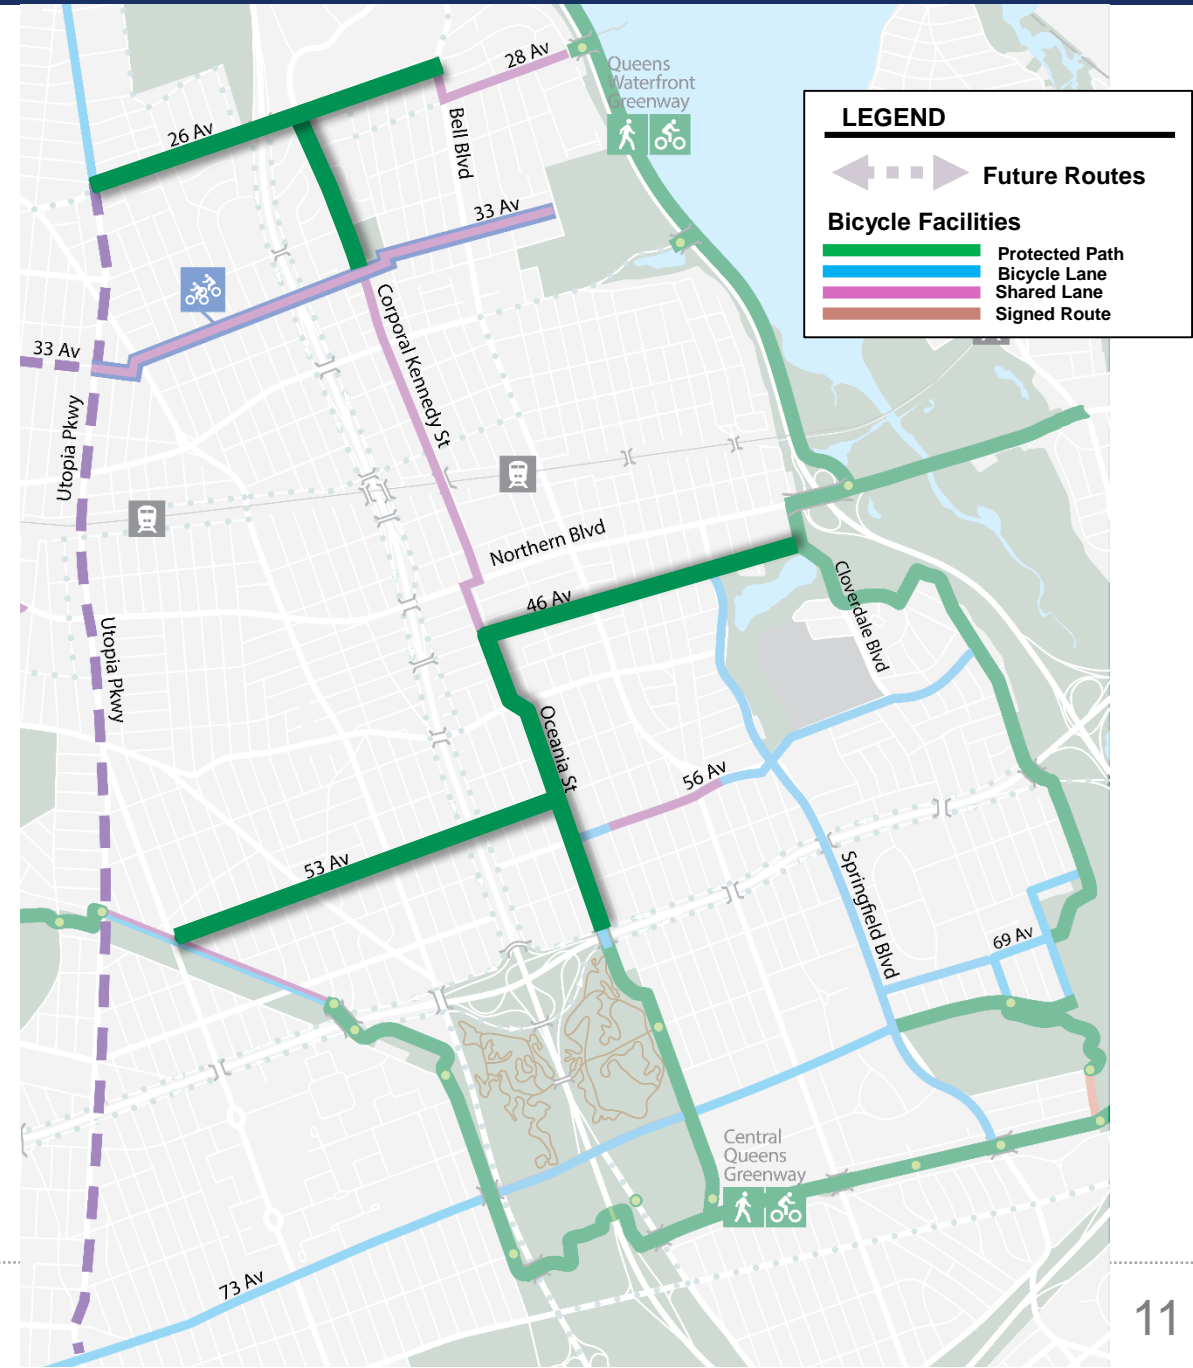 28 Av
Queens
Waterfront
Greenway
26 Av
Bell Blvd
33 Av
LEGEND
Future Routes
Bicycle Facilities
Protected Path
Bicycle Lane
Shared Lane
Signed Route
33 Av
Corporal Kennedy St
Utopia Pkwy
Northern Blvd
46 Av
Cloverdale Blvd
Utopia Pkwy
Oceania St
56 Av
53 Av
Springfield Blvd
69 Av
Central
Queens
Greenway
73 Av
11